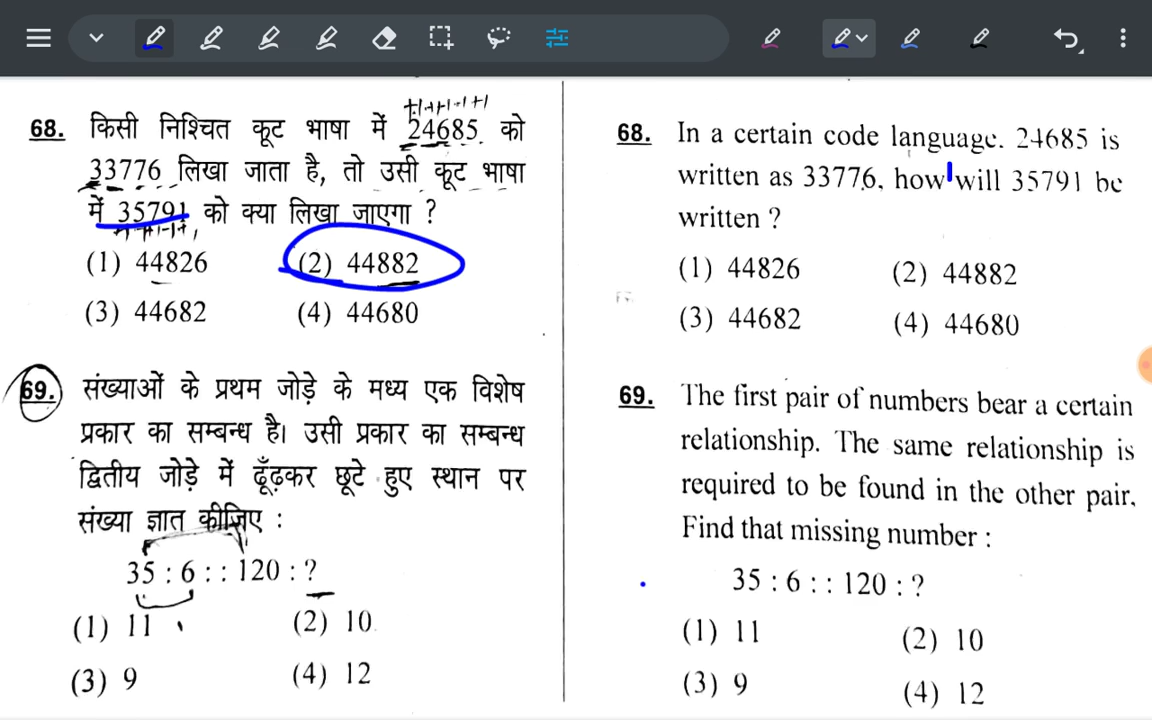 68. किसी निश्चित कूट भाषा में 24685 को
33776 लिखा जाता है, तो उसी कूट भाषा
में 35791 को क्या लिखा जाएगा ?
(1) 44826 (2) 44882
(3) 44682 (4) 44680
69. संख्याओं के प्रथम जोड़े के मध्य एक विशेष
प्रकार का सम्बन्ध है। उसी प्रकार का सम्बन्ध
द्वितीय जोड़े में ढूँढ़कर छूटे हुए स्थान पर
संख्या ज्ञात कीजिए :
35 : 6 : : 120 : ?
(1) 11 (2) 10
(3) 9 (4) 12
68. In a certain code language. 24685 is
written as 33776, how will 35791 be
written ?
(1) 44826 (2) 44882
(3) 44682 (4) 44680
69. The first pair of numbers bear a certain
relationship. The same relationship is
required to be found in the other pair.
Find that missing number :
35 : 6 : : 120 : ?
(1) 11 (2) 10
(3) 9 (4) 12